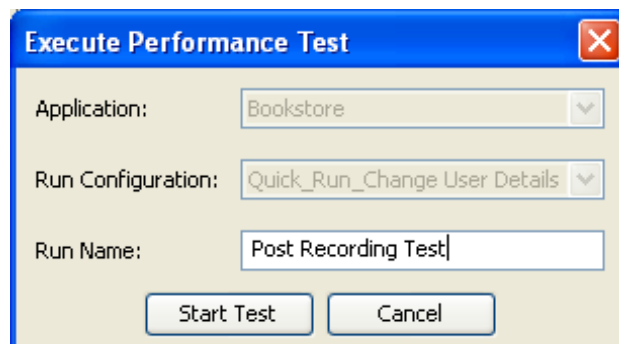 Execute Performance Test
Application: Bookstore
Run Configuration: Quick_Run_Change User Details
Run Name: Post Recording Test
Start Test Cancel